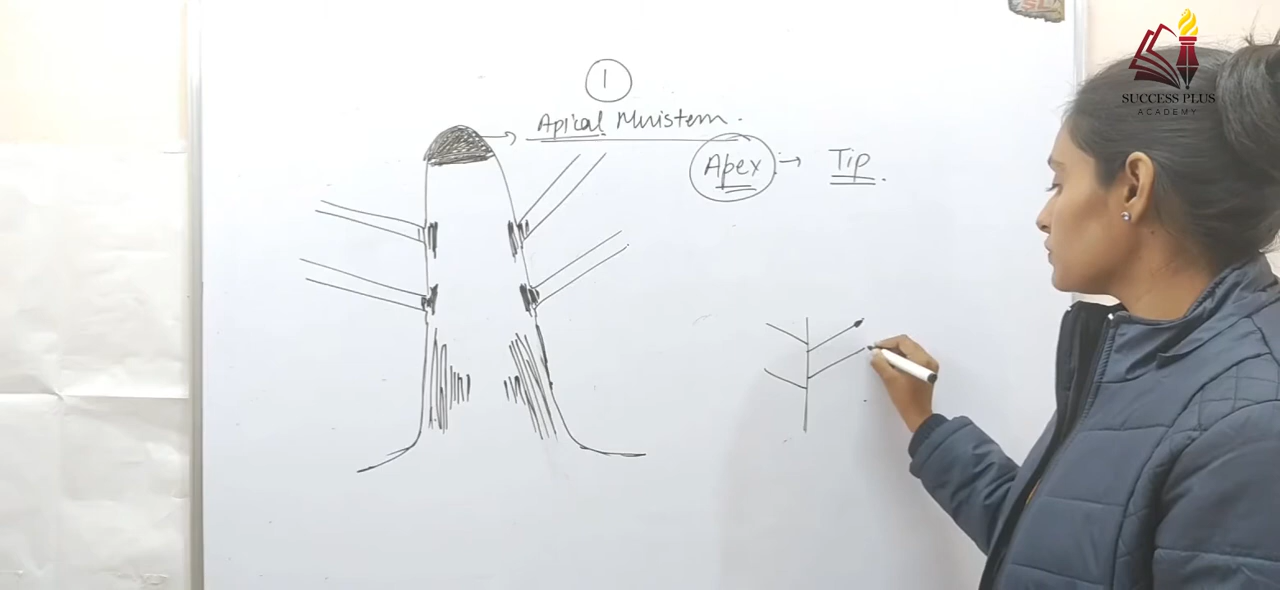 1
Apical Meristem.
Apex → Tip.
SUCCESS PLUS
ACADEMY